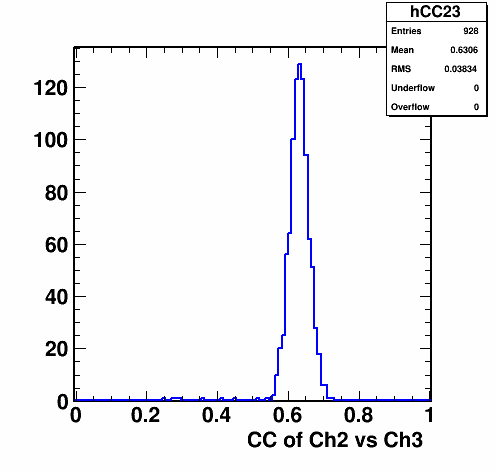 hCC23
Entries 928
Mean 0.6306
RMS 0.03834
Underflow 0
Overflow 0
120
100
80
60
40
20
0
0 0.2 0.4 0.6 0.8 1
CC of Ch2 vs Ch3